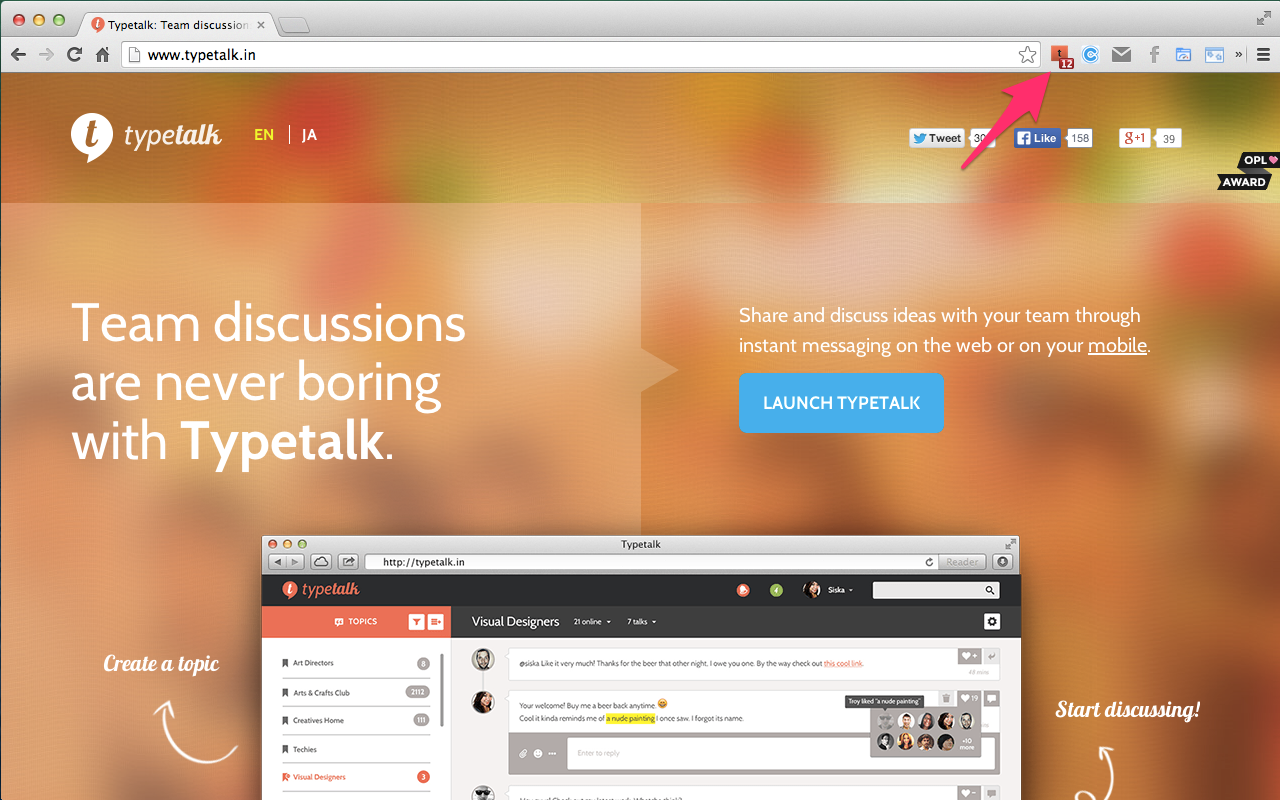 Typetalk: Team discussion
www.typetalk.in
t
12
»
t typetalk
EN | JA
Tweet
Like 158
g+1 39
OPL
AWARD
Team discussions
are never boring
with Typetalk.
Share and discuss ideas with your team through
instant messaging on the web or on your mobile.
LAUNCH TYPETALK
Typetalk
http://typetalk.in
Reader
t typetalk
4
Siska
TOPICS
Visual Designers
21 online
7 talks
Art Directors 8
Arts & Crafts Club 2112
Creatives Home 111
Techies
Visual Designers 3
@siska Like it very much! Thanks for the beer that other night. I owe you one. By the way check out this cool link.
48 mins
Your welcome! Buy me a beer back anytime.
Cool it kinda reminds me of a nude painting I once saw. I forgot its name.
19
Troy liked "a nude painting"
+10
more
Enter to reply
Create a topic
Start discussing!